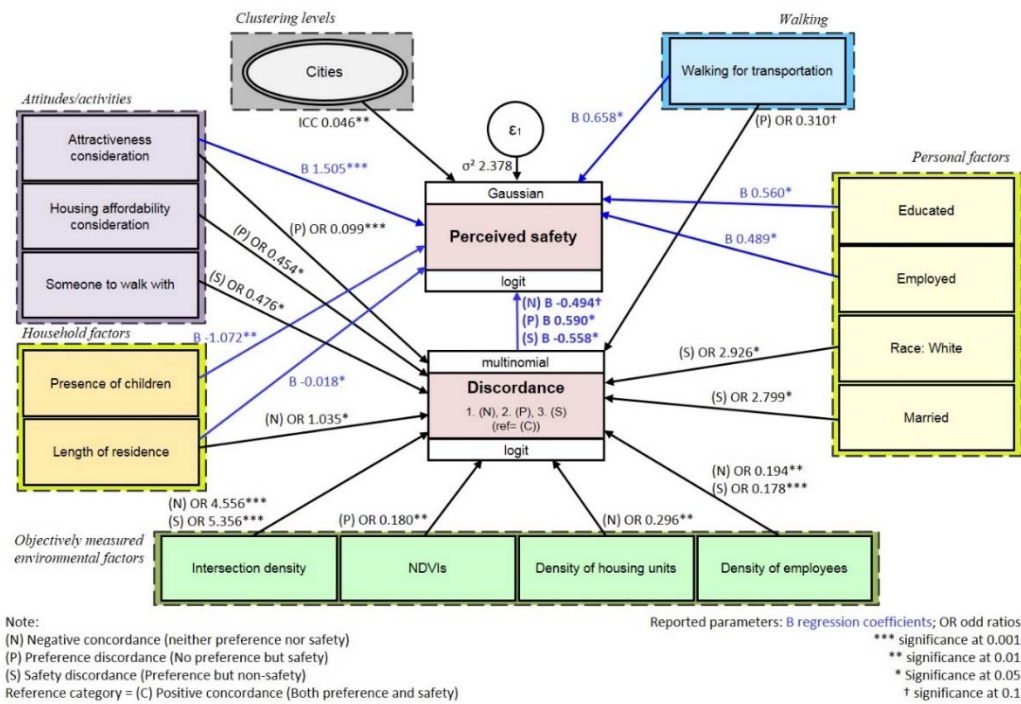 Clustering levels
Cities
Walking
Walking for transportation
Attitudes/activities
Attractiveness
consideration
Housing affordability
consideration
Someone to walk with
Household factors
Presence of children
Length of residence
ICC 0.046**
ε₁
σ² 2.378
B 0.658*
(P) OR 0.310†
B 1.505***
Gaussian
Perceived safety
logit
Personal factors
Educated
Employed
Race: White
Married
B 0.560*
B 0.489*
(P) OR 0.099***
(P) OR 0.454*
(S) OR 0.476*
B -1.072**
B -0.018*
(N) B -0.494†
(P) B 0.590*
(S) B -0.558*
multinomial
Discordance
1. (N), 2. (P), 3. (S)
(ref= (C))
logit
(S) OR 2.926*
(S) OR 2.799*
(N) OR 1.035*
(N) OR 4.556***
(S) OR 5.356***
(P) OR 0.180**
(N) OR 0.296**
(N) OR 0.194**
(S) OR 0.178***
Objectively measured
environmental factors
Intersection density
NDVIs
Density of housing units
Density of employees
Note:
(N) Negative concordance (neither preference nor safety)
(P) Preference discordance (No preference but safety)
(S) Safety discordance (Preference but non-safety)
Reference category = (C) Positive concordance (Both preference and safety)
Reported parameters: B regression coefficients; OR odd ratios
*** significance at 0.001
** significance at 0.01
* Significance at 0.05
† significance at 0.1